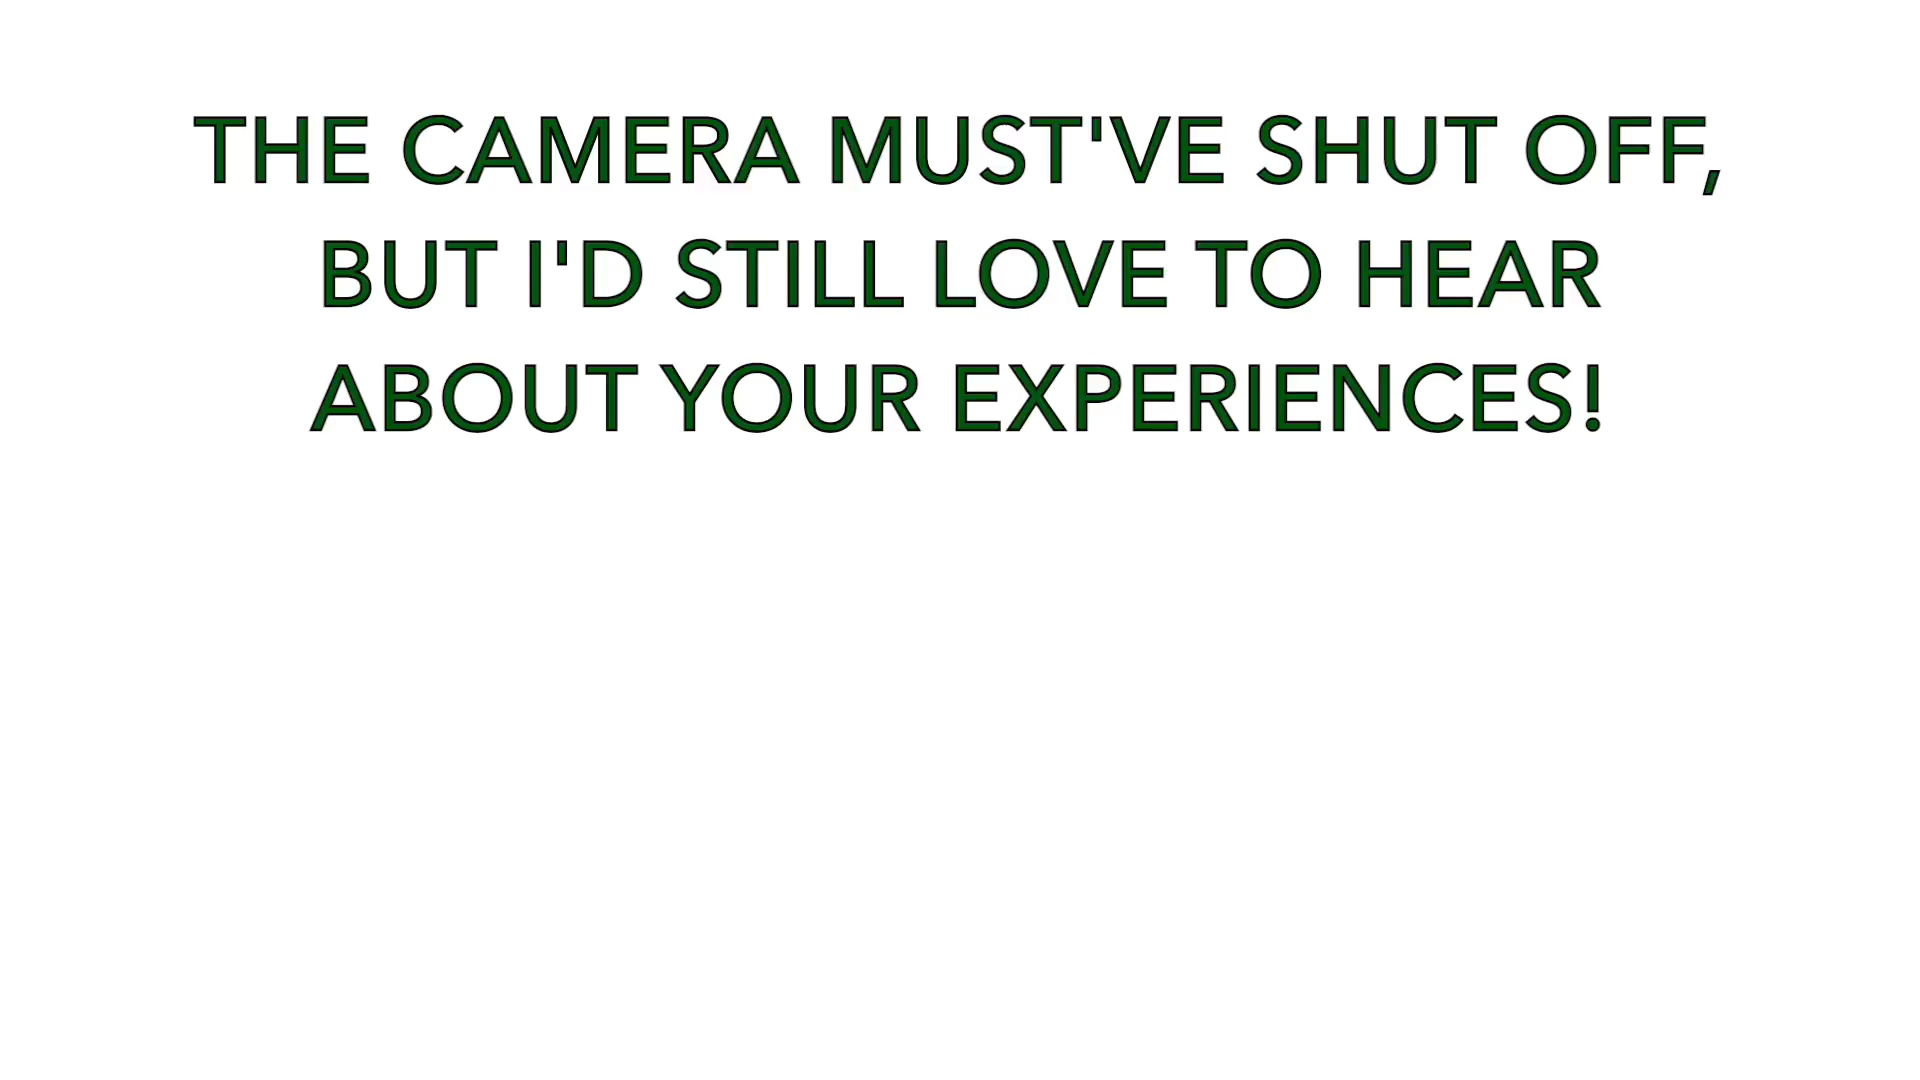 THE CAMERA MUST'VE SHUT OFF,
BUT I'D STILL LOVE TO HEAR
ABOUT YOUR EXPERIENCES!